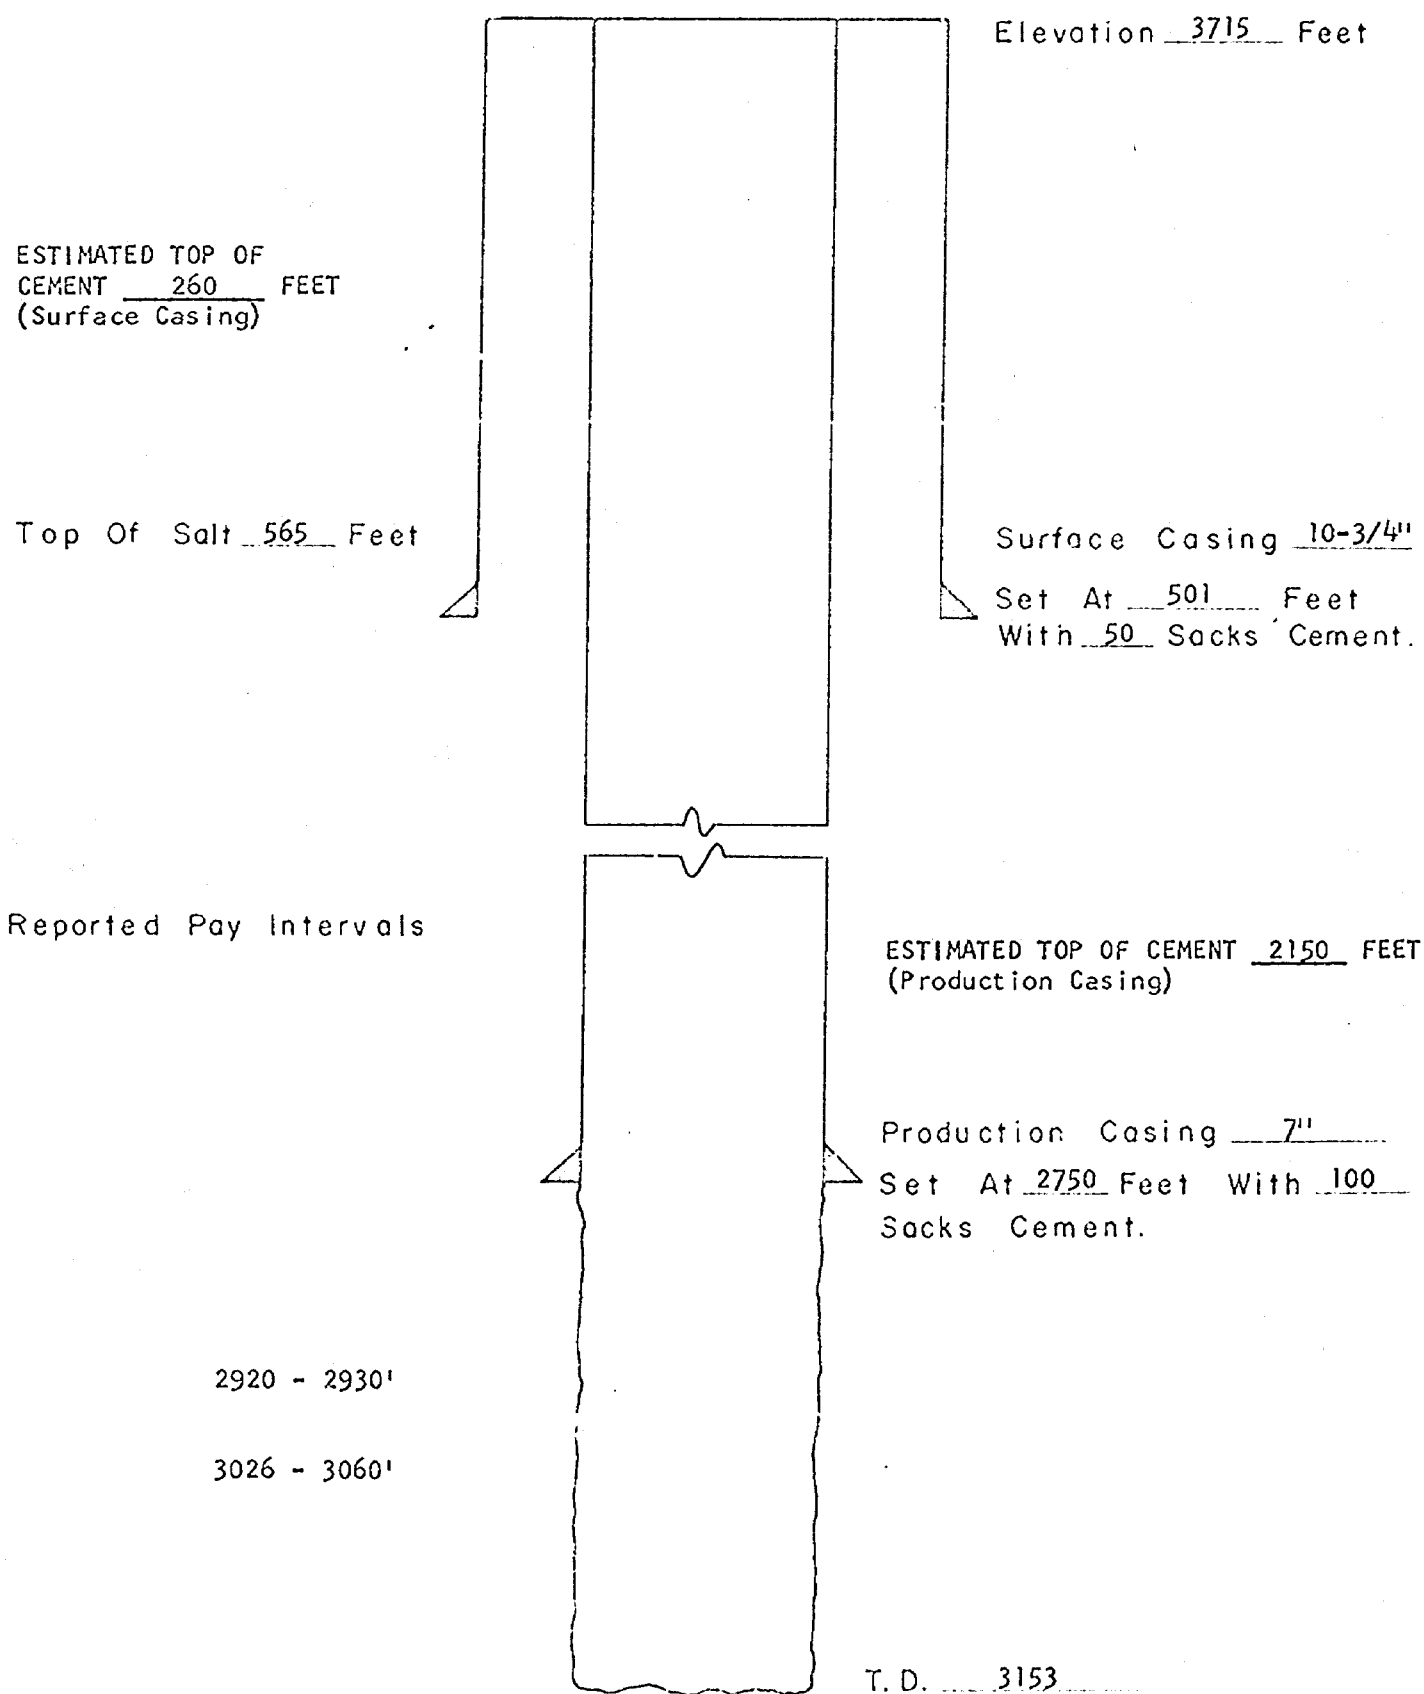 Elevation 3715 Feet
ESTIMATED TOP OF
CEMENT 260 FEET
(Surface Casing)
Top Of Salt 565 Feet
Surface Casing 10-3/4"
Set At 501 Feet
With 50 Sacks Cement.
Reported Pay Intervals
ESTIMATED TOP OF CEMENT 2150 FEET
(Production Casing)
Production Casing 7"
Set At 2750 Feet With 100
Sacks Cement.
2920 - 2930'
3026 - 3060'
T. D. 3153